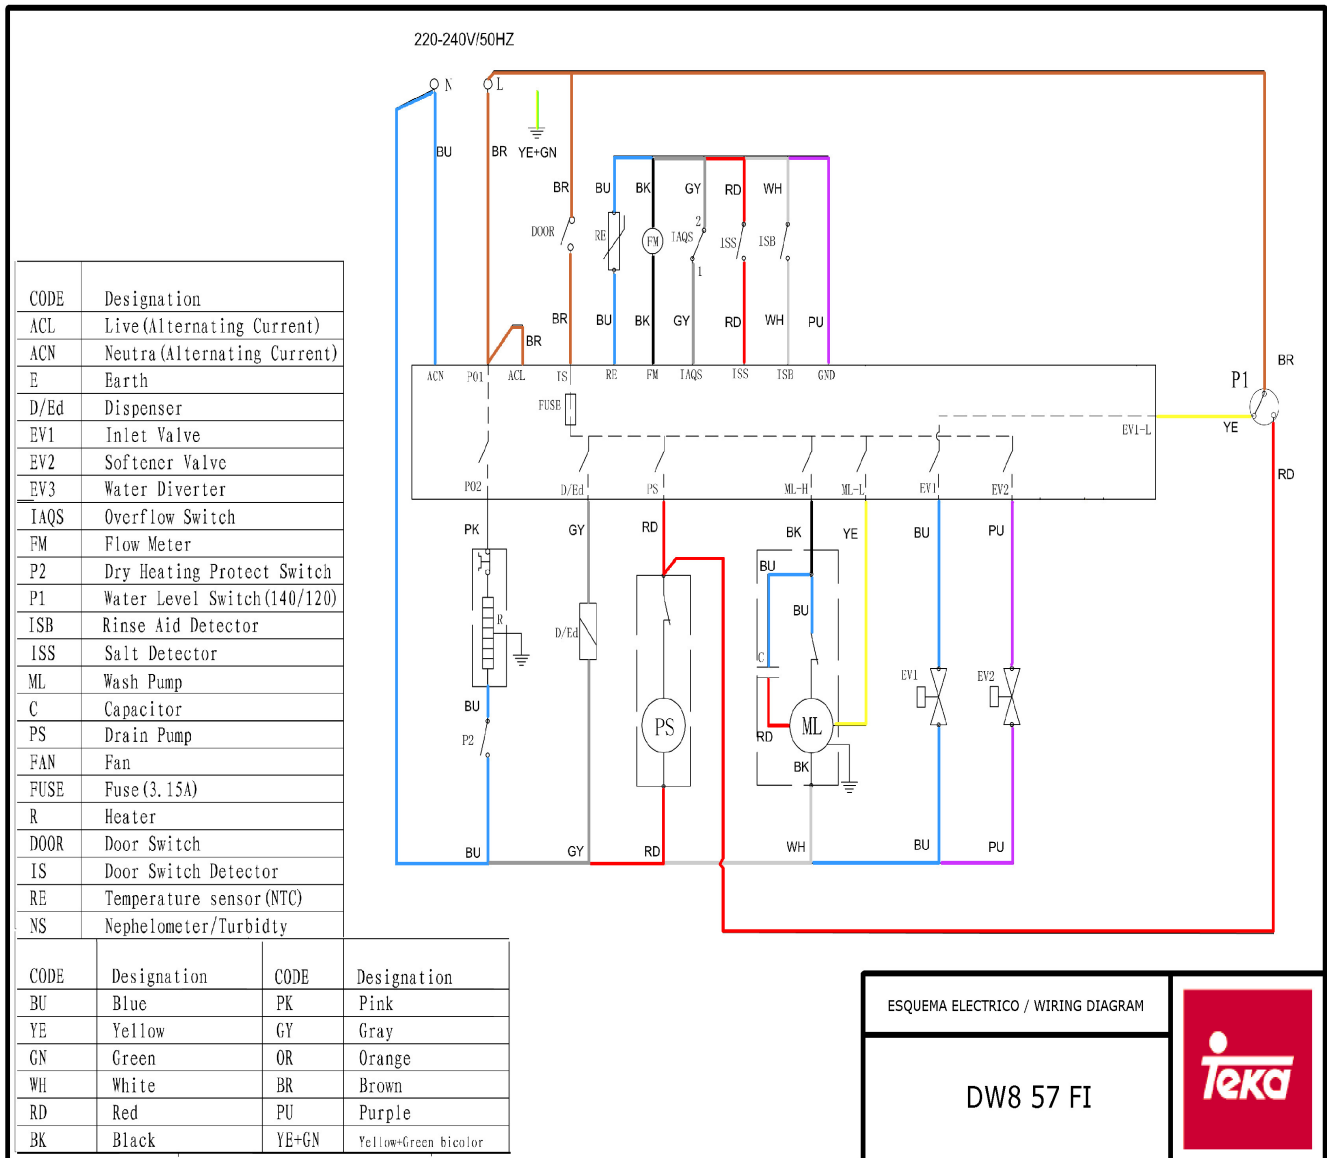 220-240V/50HZ
N L
BU BR YE+GN
BR BU BK GY RD WH
DOOR RE FM IAQS 2 1 ISS ISB
BR BU BK GY RD WH PU
BR
ACN P01 ACL IS RE FM IAQS ISS ISB GND
FUSE
EV1-L
P1
BR
YE
RD
P02 D/Ed PS ML-H ML-L EV1 EV2
PK GY RD BK YE BU PU
BU
BU
R
D/Ed
C
EV1 EV2
BU
P2
PS
ML
RD
BK
BU GY RD WH BU PU
CODE Designation
ACL Live(Alternating Current)
ACN Neutra(Alternating Current)
E Earth
D/Ed Dispenser
EV1 Inlet Valve
EV2 Softener Valve
EV3 Water Diverter
IAQS Overflow Switch
FM Flow Meter
P2 Dry Heating Protect Switch
P1 Water Level Switch(140/120)
ISB Rinse Aid Detector
ISS Salt Detector
ML Wash Pump
C Capacitor
PS Drain Pump
FAN Fan
FUSE Fuse(3.15A)
R Heater
DOOR Door Switch
IS Door Switch Detector
RE Temperature sensor(NTC)
NS Nephelometer/Turbidty
CODE Designation CODE Designation
BU Blue PK Pink
YE Yellow GY Gray
GN Green OR Orange
WH White BR Brown
RD Red PU Purple
BK Black YE+GN Yellow+Green bicolor
ESQUEMA ELECTRICO / WIRING DIAGRAM
DW8 57 FI
Teka